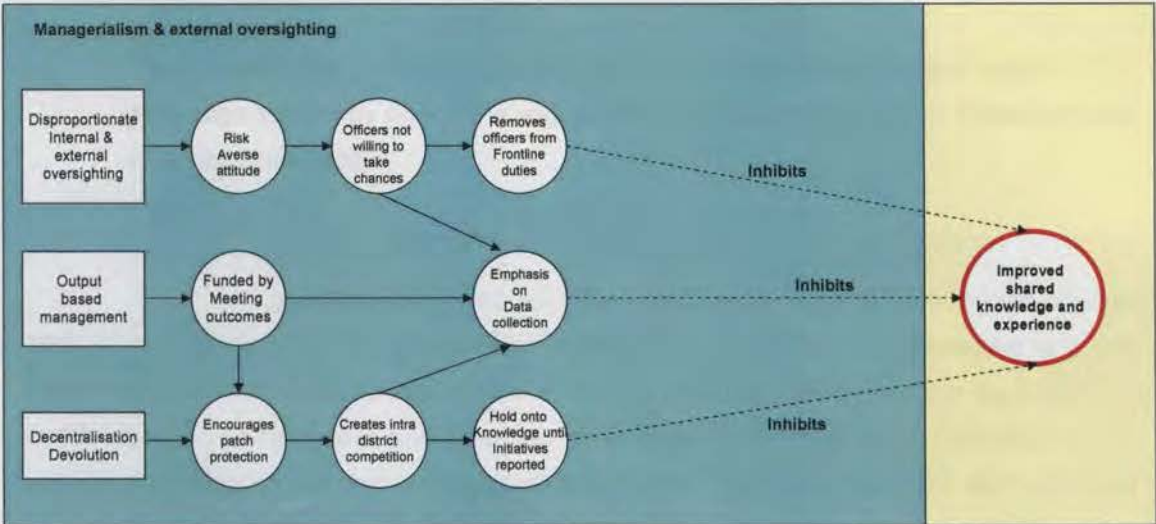 Managerialism & external oversighting
Disproportionate
Internal &
external
oversighting
Risk
Averse
attitude
Officers not
willing to
take
chances
Removes
officers from
Frontline
duties
Inhibits
Output
based
management
Funded by
Meeting
outcomes
Emphasis
on
Data
collection
Inhibits
Improved
shared
knowledge and
experience
Decentralisation
Devolution
Encourages
patch
protection
Creates intra
district
competition
Hold onto
Knowledge until
Initiatives
reported
Inhibits